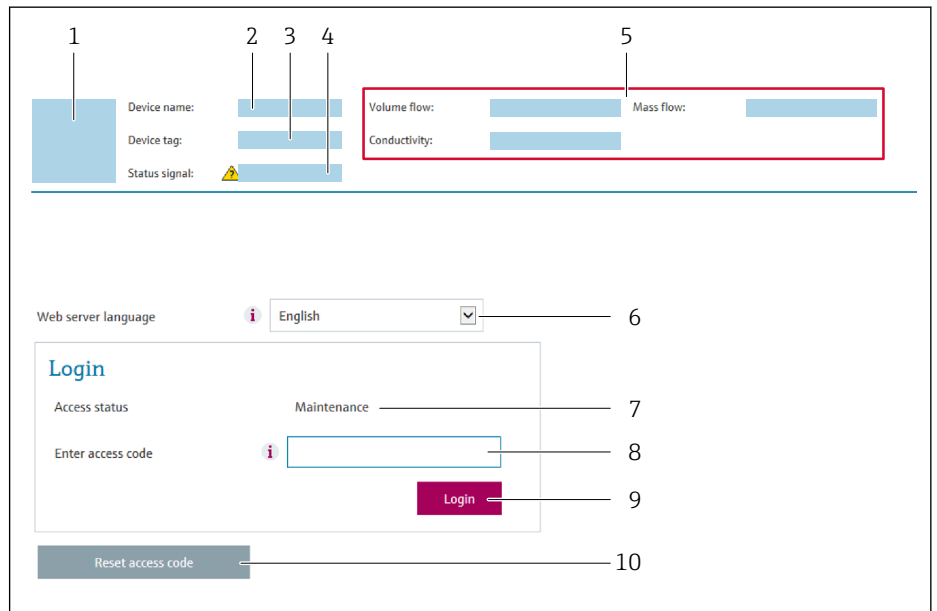 1 2 3 4 5
Device name: Volume flow: Mass flow:
Device tag: Conductivity:
Status signal: ?
Web server language i English 6
Login
Access status Maintenance 7
Enter access code i 8
Login 9
Reset access code 10